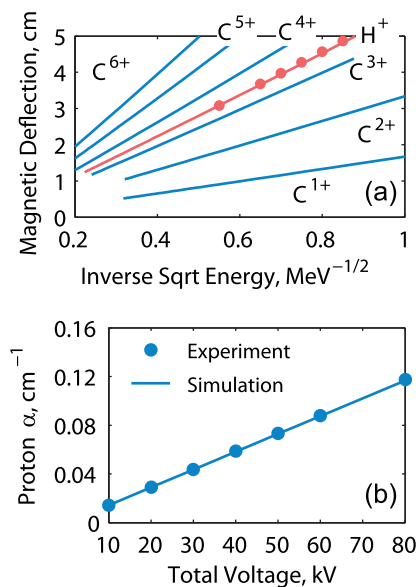 C⁵⁺ C⁴⁺ H⁺
C⁶⁺ C³⁺
C²⁺
C¹⁺
(a)
Magnetic Deflection, cm
5
4
3
2
1
0
0.2 0.4 0.6 0.8 1
Inverse Sqrt Energy, MeV⁻¹/²
Proton α, cm⁻¹
0.16
0.12
0.08
0.04
0
Experiment
Simulation
(b)
10 20 30 40 50 60 70 80
Total Voltage, kV